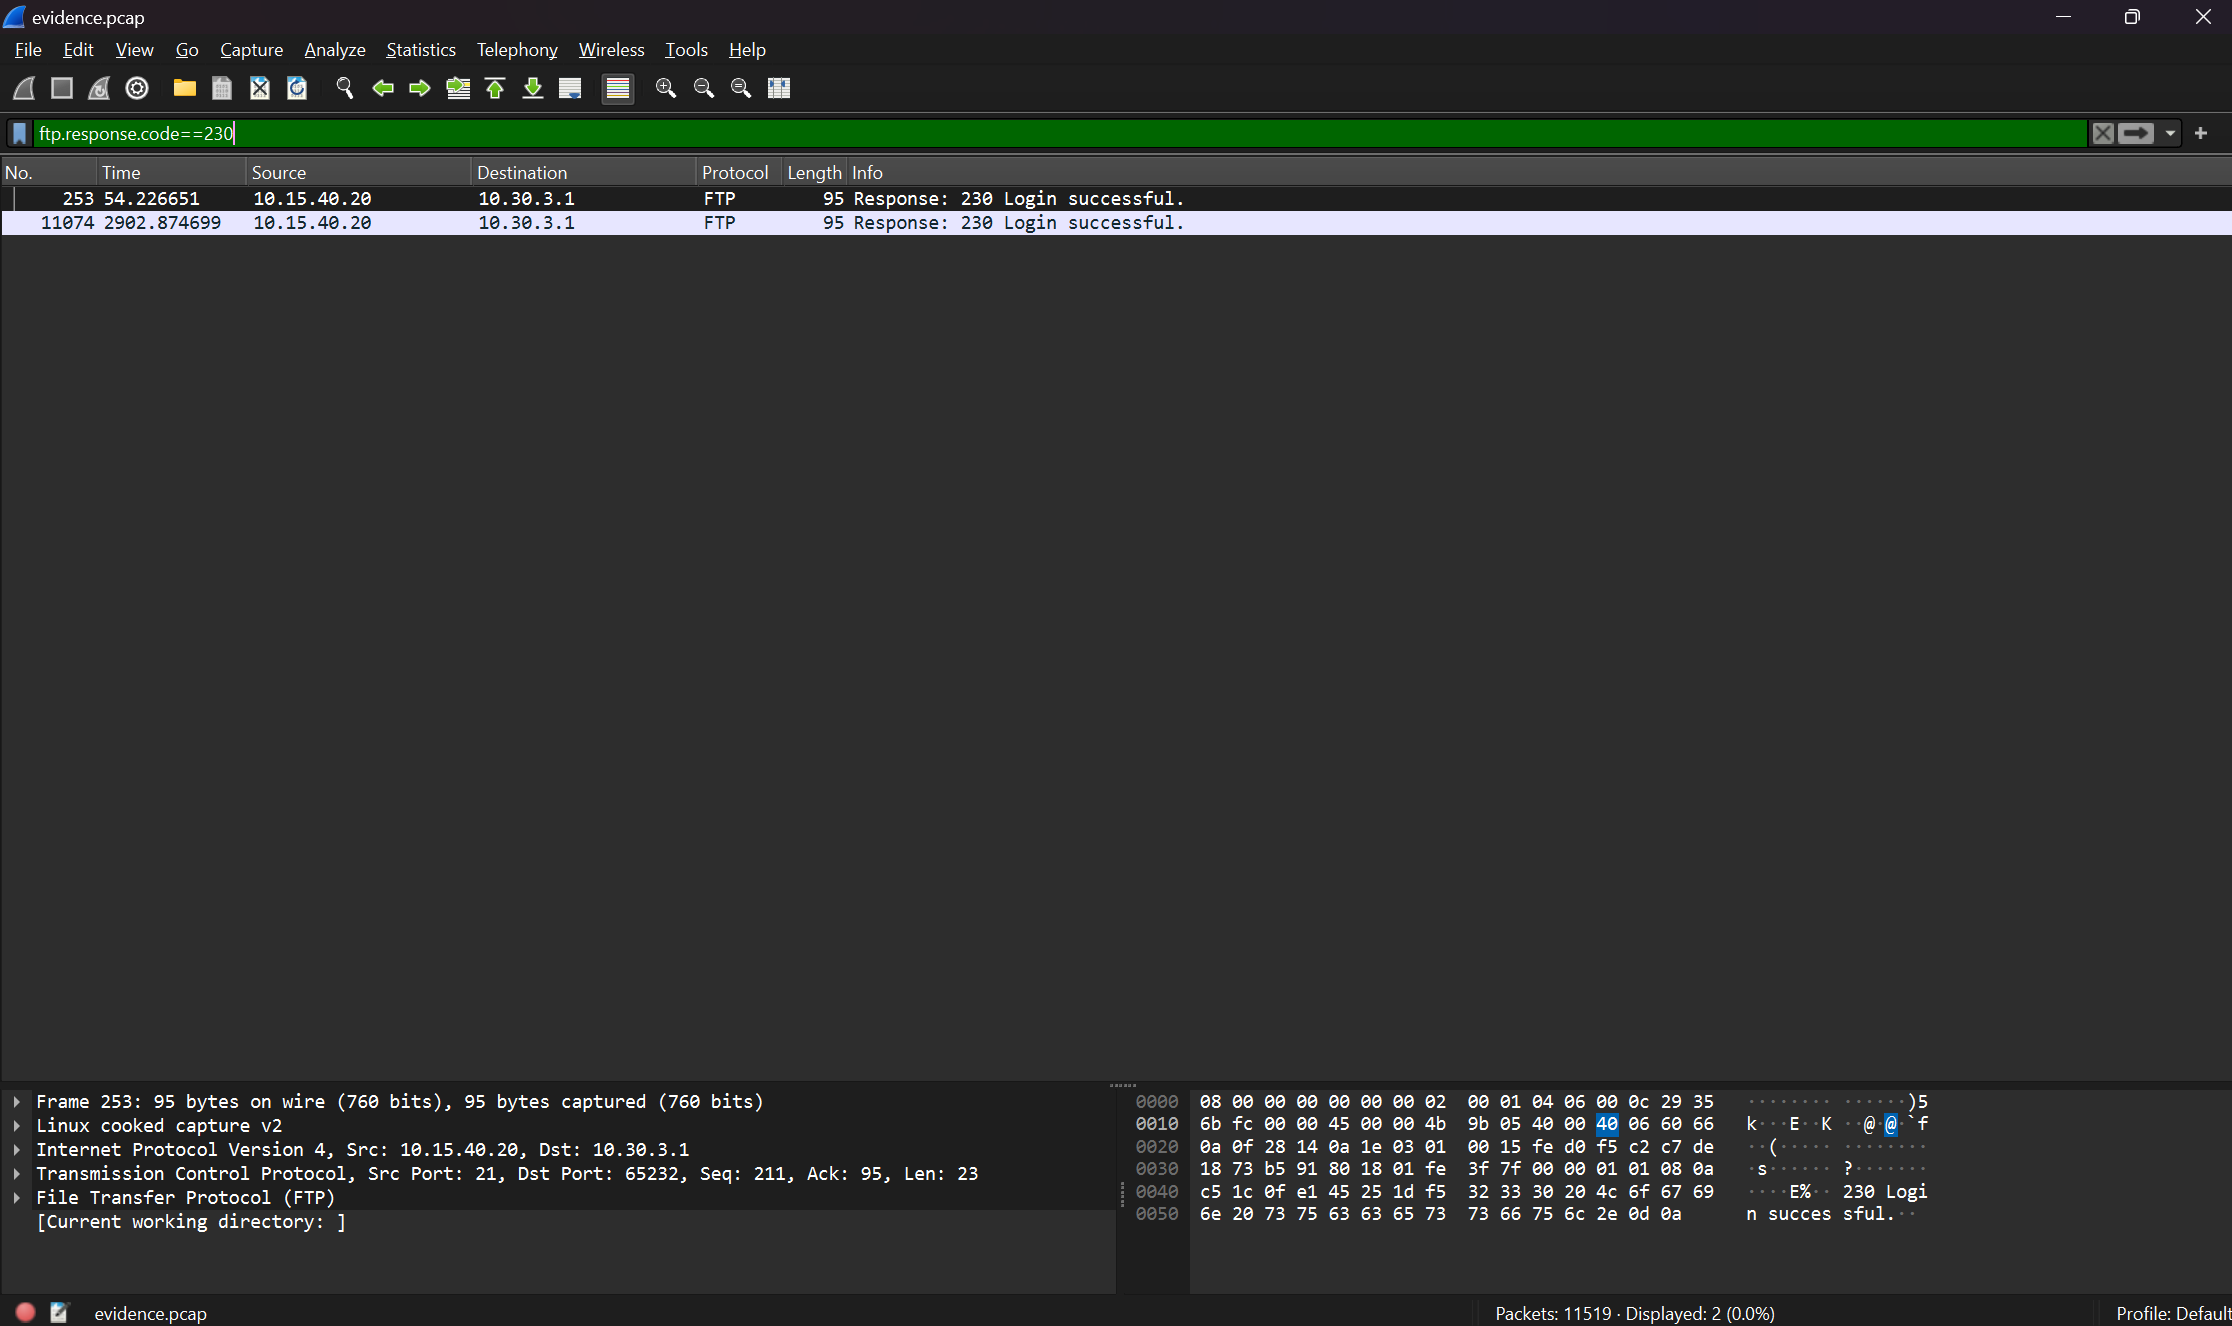 evidence.pcap
File Edit View Go Capture Analyze Statistics Telephony Wireless Tools Help
ftp.response.code==230
No. Time Source Destination Protocol Length Info
253 54.226651 10.15.40.20 10.30.3.1 FTP 95 Response: 230 Login successful.
11074 2902.874699 10.15.40.20 10.30.3.1 FTP 95 Response: 230 Login successful.
Frame 253: 95 bytes on wire (760 bits), 95 bytes captured (760 bits)
Linux cooked capture v2
Internet Protocol Version 4, Src: 10.15.40.20, Dst: 10.30.3.1
Transmission Control Protocol, Src Port: 21, Dst Port: 65232, Seq: 211, Ack: 95, Len: 23
File Transfer Protocol (FTP)
[Current working directory: ]
0000 08 00 00 00 00 00 00 02 00 01 04 06 00 0c 29 35 ········ ······)5
0010 6b fc 00 00 45 00 00 4b 9b 05 40 00 40 06 60 66 k···E··K ··@·@·`f
0020 0a 0f 28 14 0a 1e 03 01 00 15 fe d0 f5 c2 c7 de ··(····· ········
0030 18 73 b5 91 80 18 01 fe 3f 7f 00 00 01 01 08 0a ·s······ ?·······
0040 c5 1c 0f e1 45 25 1d f5 32 33 30 20 4c 6f 67 69 ····E%·· 230 Logi
0050 6e 20 73 75 63 63 65 73 73 66 75 6c 2e 0d 0a n succes sful.··
evidence.pcap Packets: 11519 · Displayed: 2 (0.0%) Profile: Default